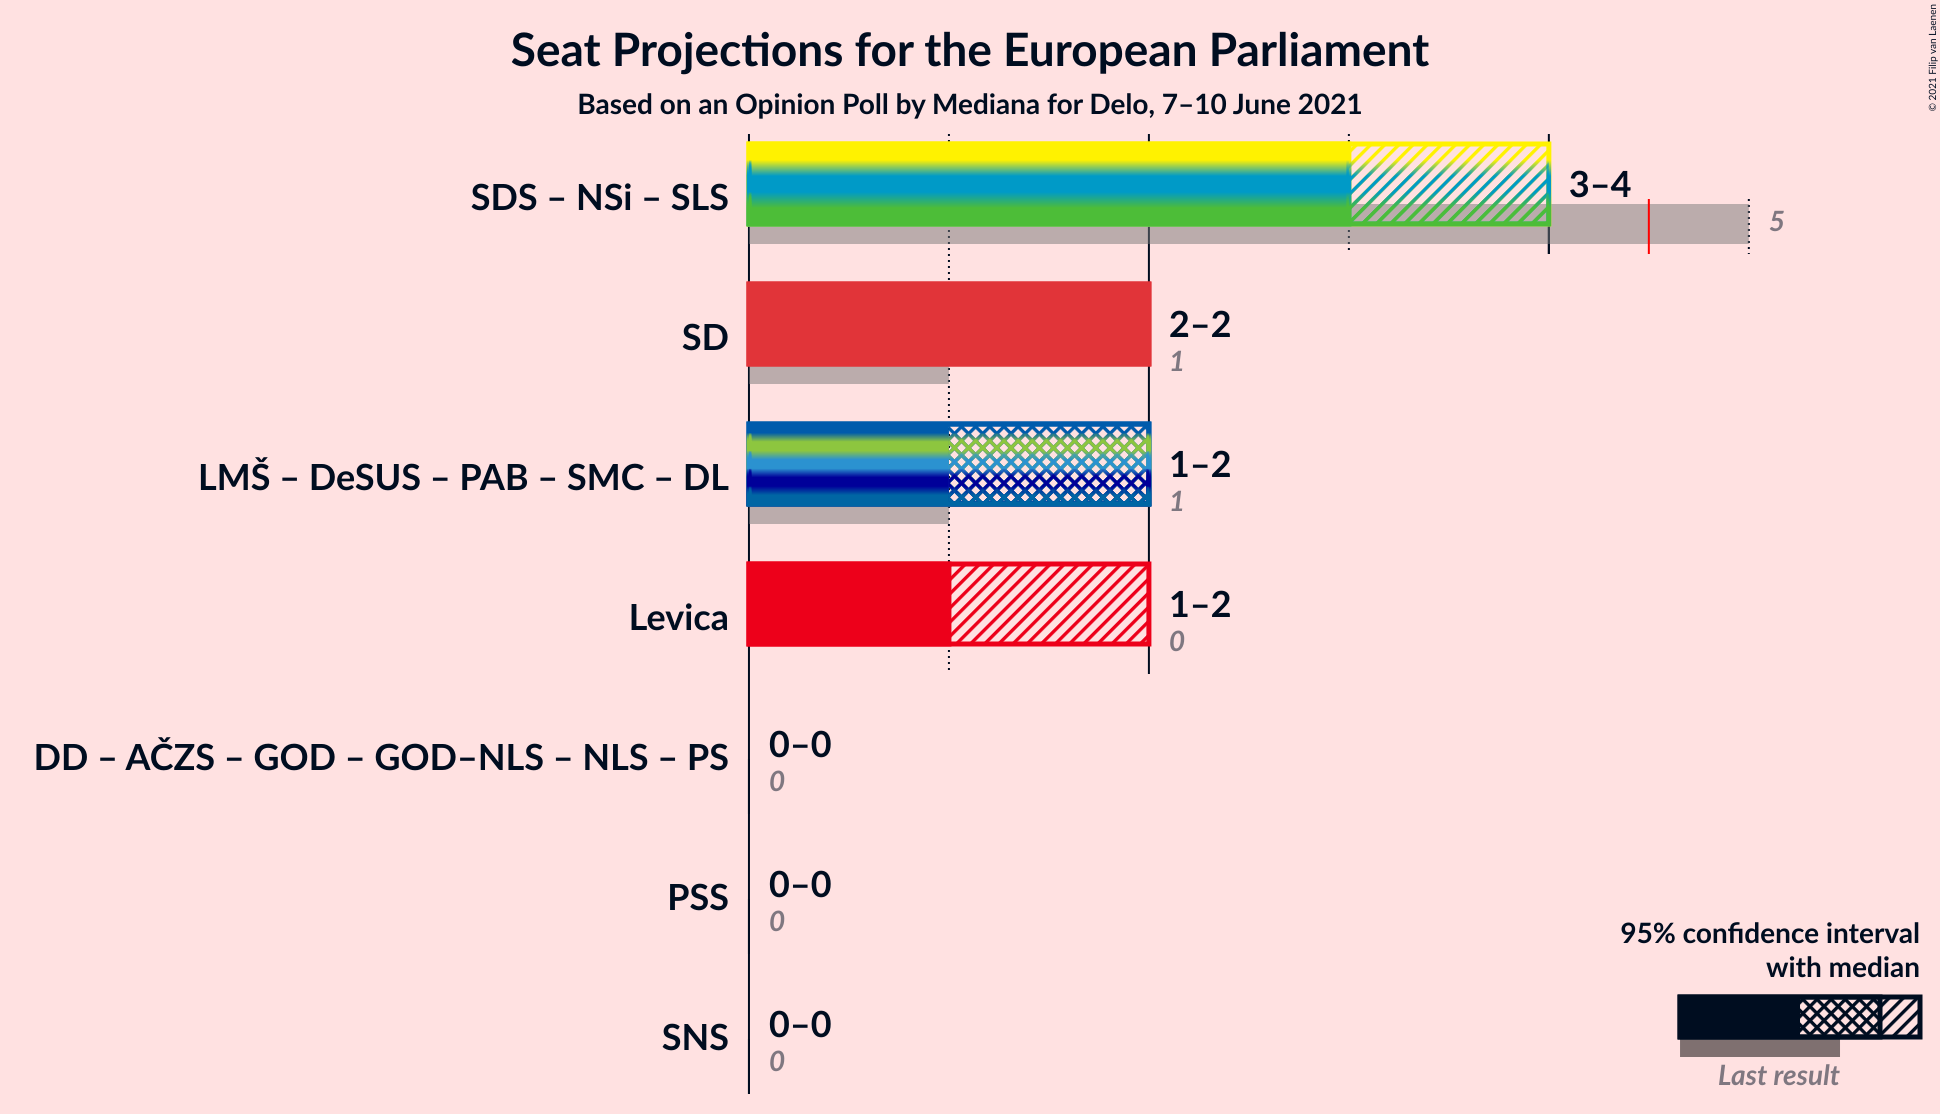 Seat Projections for the European Parliament
Based on an Opinion Poll by Mediana for Delo, 7–10 June 2021
© 2021 Filip van Laenen
SDS – NSi – SLS
3–4
5
SD
2–2
1
LMŠ – DeSUS – PAB – SMC – DL
1–2
1
Levica
1–2
0
DD – AČZS – GOD – GOD–NLS – NLS – PS
0–0
0
PSS
0–0
0
SNS
0–0
0
95% confidence interval
with median
Last result